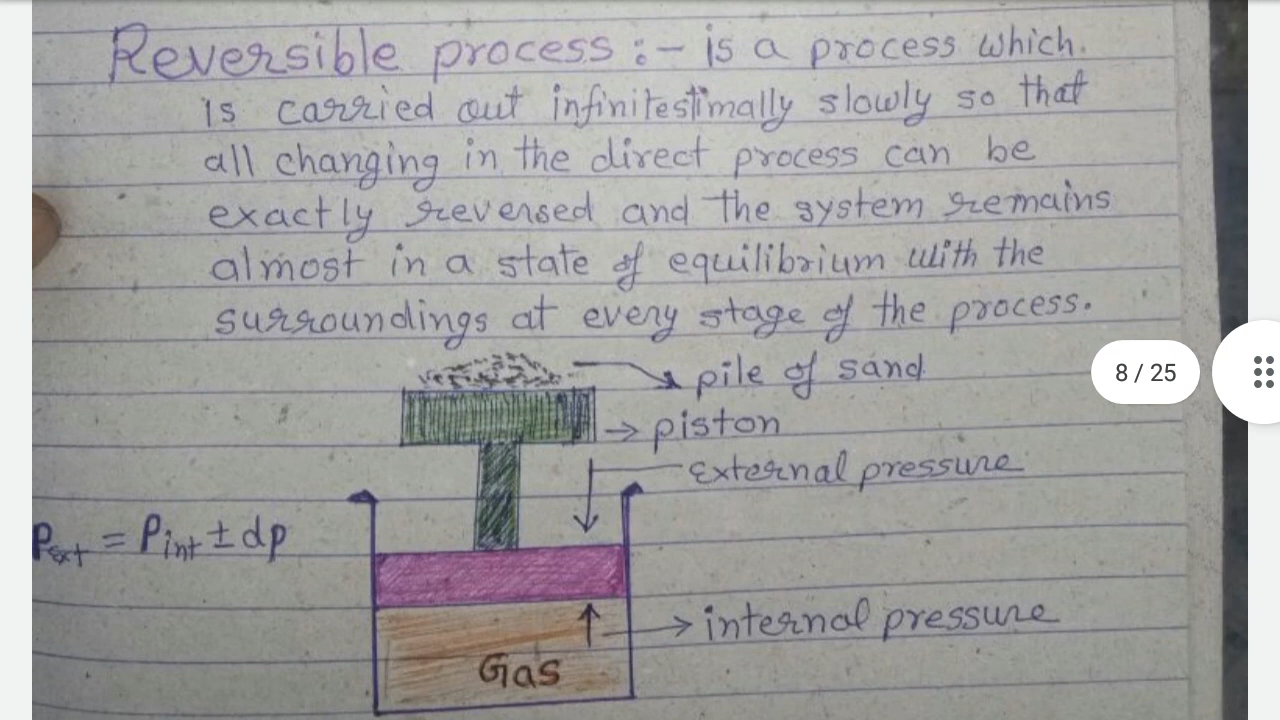 Reversible process :- is a process which
is carried out infinitestimally slowly so that
all changing in the direct process can be
exactly reversed and the system remains
almost in a state of equilibrium with the
surroundings at every stage of the process.
pile of sand
8 / 25
piston
External pressure
Pext = Pint ± dp
internal pressure
Gas